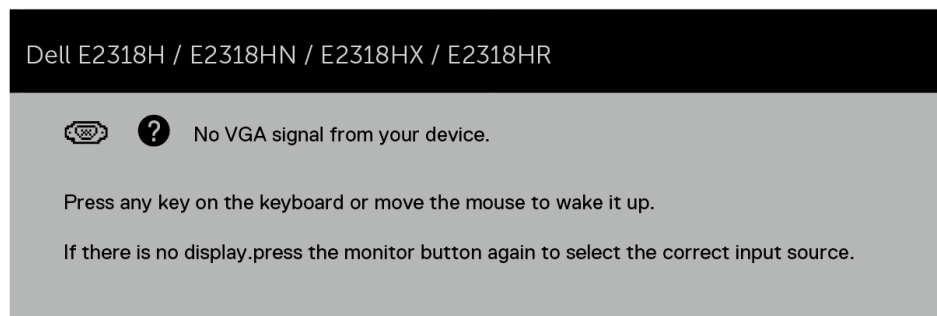 Dell E2318H / E2318HN / E2318HX / E2318HR
No VGA signal from your device.
Press any key on the keyboard or move the mouse to wake it up.
If there is no display.press the monitor button again to select the correct input source.